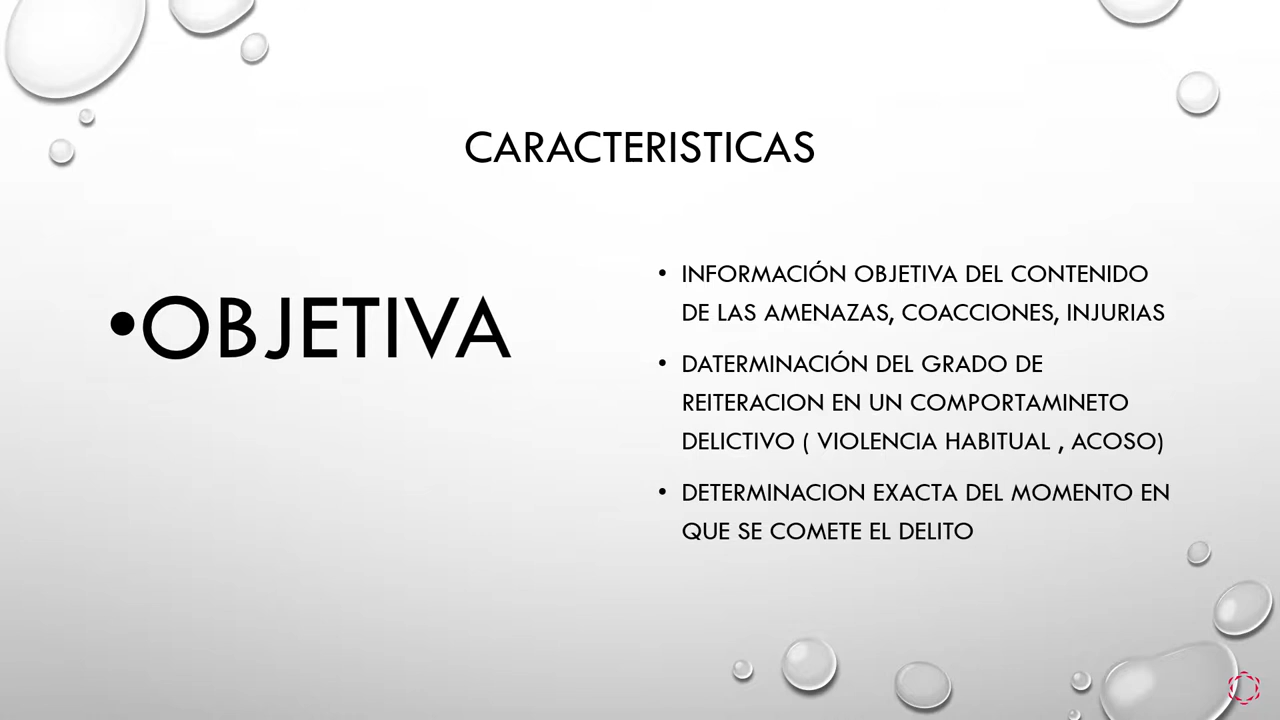 CARACTERISTICAS
•OBJETIVA
• INFORMACIÓN OBJETIVA DEL CONTENIDO
DE LAS AMENAZAS, COACCIONES, INJURIAS
• DATERMINACIÓN DEL GRADO DE
REITERACION EN UN COMPORTAMINETO
DELICTIVO ( VIOLENCIA HABITUAL , ACOSO)
• DETERMINACION EXACTA DEL MOMENTO EN
QUE SE COMETE EL DELITO